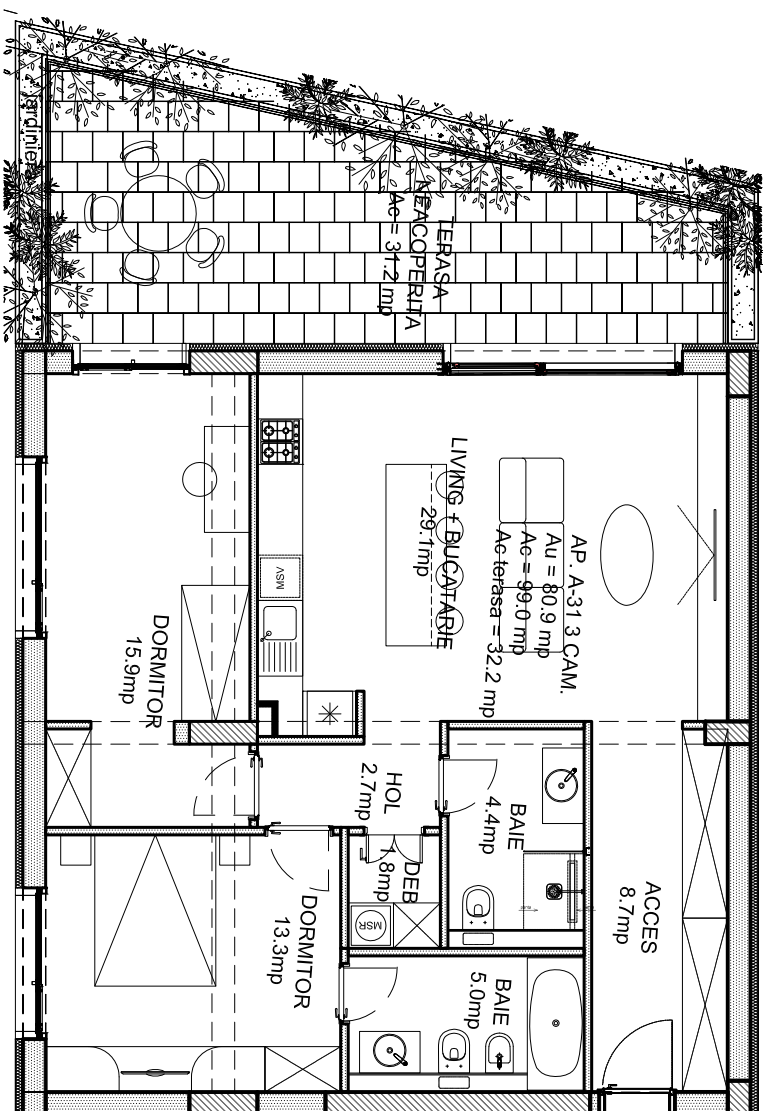 Jardiniera
TERASA
NEACOPERITA
Ac = 31.2 mp
LIVING + BUCATARIE
29.1mp
AP. A-31 3 CAM.
Au = 80.9 mp
Ac = 99.0 mp
Ac terasa = 32.2 mp
MSV
DORMITOR
15.9mp
HOL
2.7mp
BAIE
4.4mp
DEB
1.8mp
MSR
ACCES
8.7mp
DORMITOR
13.3mp
BAIE
5.0mp